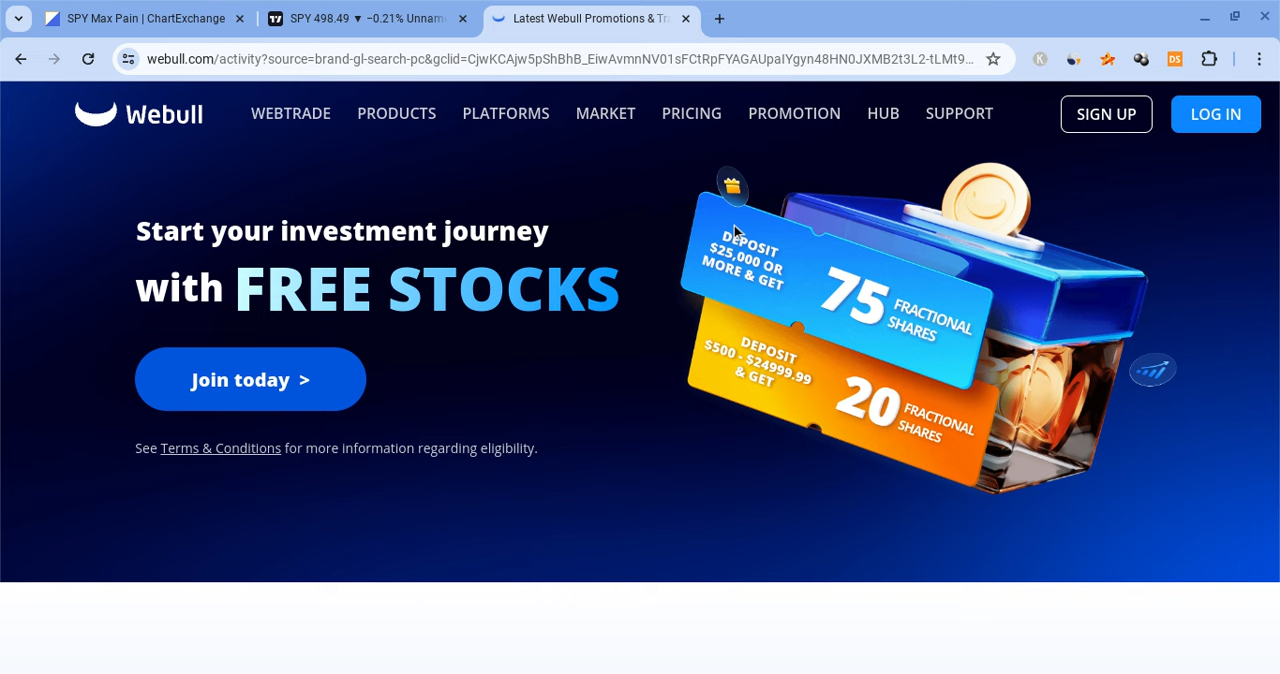 SPY Max Pain | ChartExchange
SPY 498.49 ▼ −0.21% Unnam
Latest Webull Promotions & Tr
webull.com/activity?source=brand-gl-search-pc&gclid=CjwKCAjw5pShBhB_EiwAvmnNV01sFCtRpFYAGAUpaIYgyn48HN0JXMB2t3L2-tLMt9...
Webull
WEBTRADE PRODUCTS PLATFORMS MARKET PRICING PROMOTION HUB SUPPORT
SIGN UP
LOG IN
Start your investment journey
with FREE STOCKS
Join today >
See Terms & Conditions for more information regarding eligibility.
DEPOSIT
$25,000 OR
MORE & GET
75
FRACTIONAL
SHARES
DEPOSIT
$500 - $24999.99
& GET
20
FRACTIONAL
SHARES
K
DS